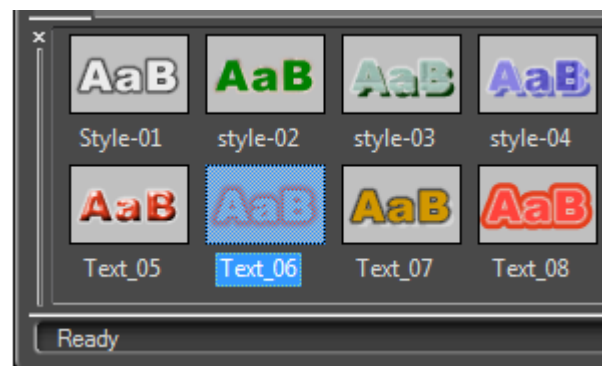 AaB AaB AaB AaB
Style-01 style-02 style-03 style-04
AaB AaB AaB AaB
Text_05 Text_06 Text_07 Text_08
Ready